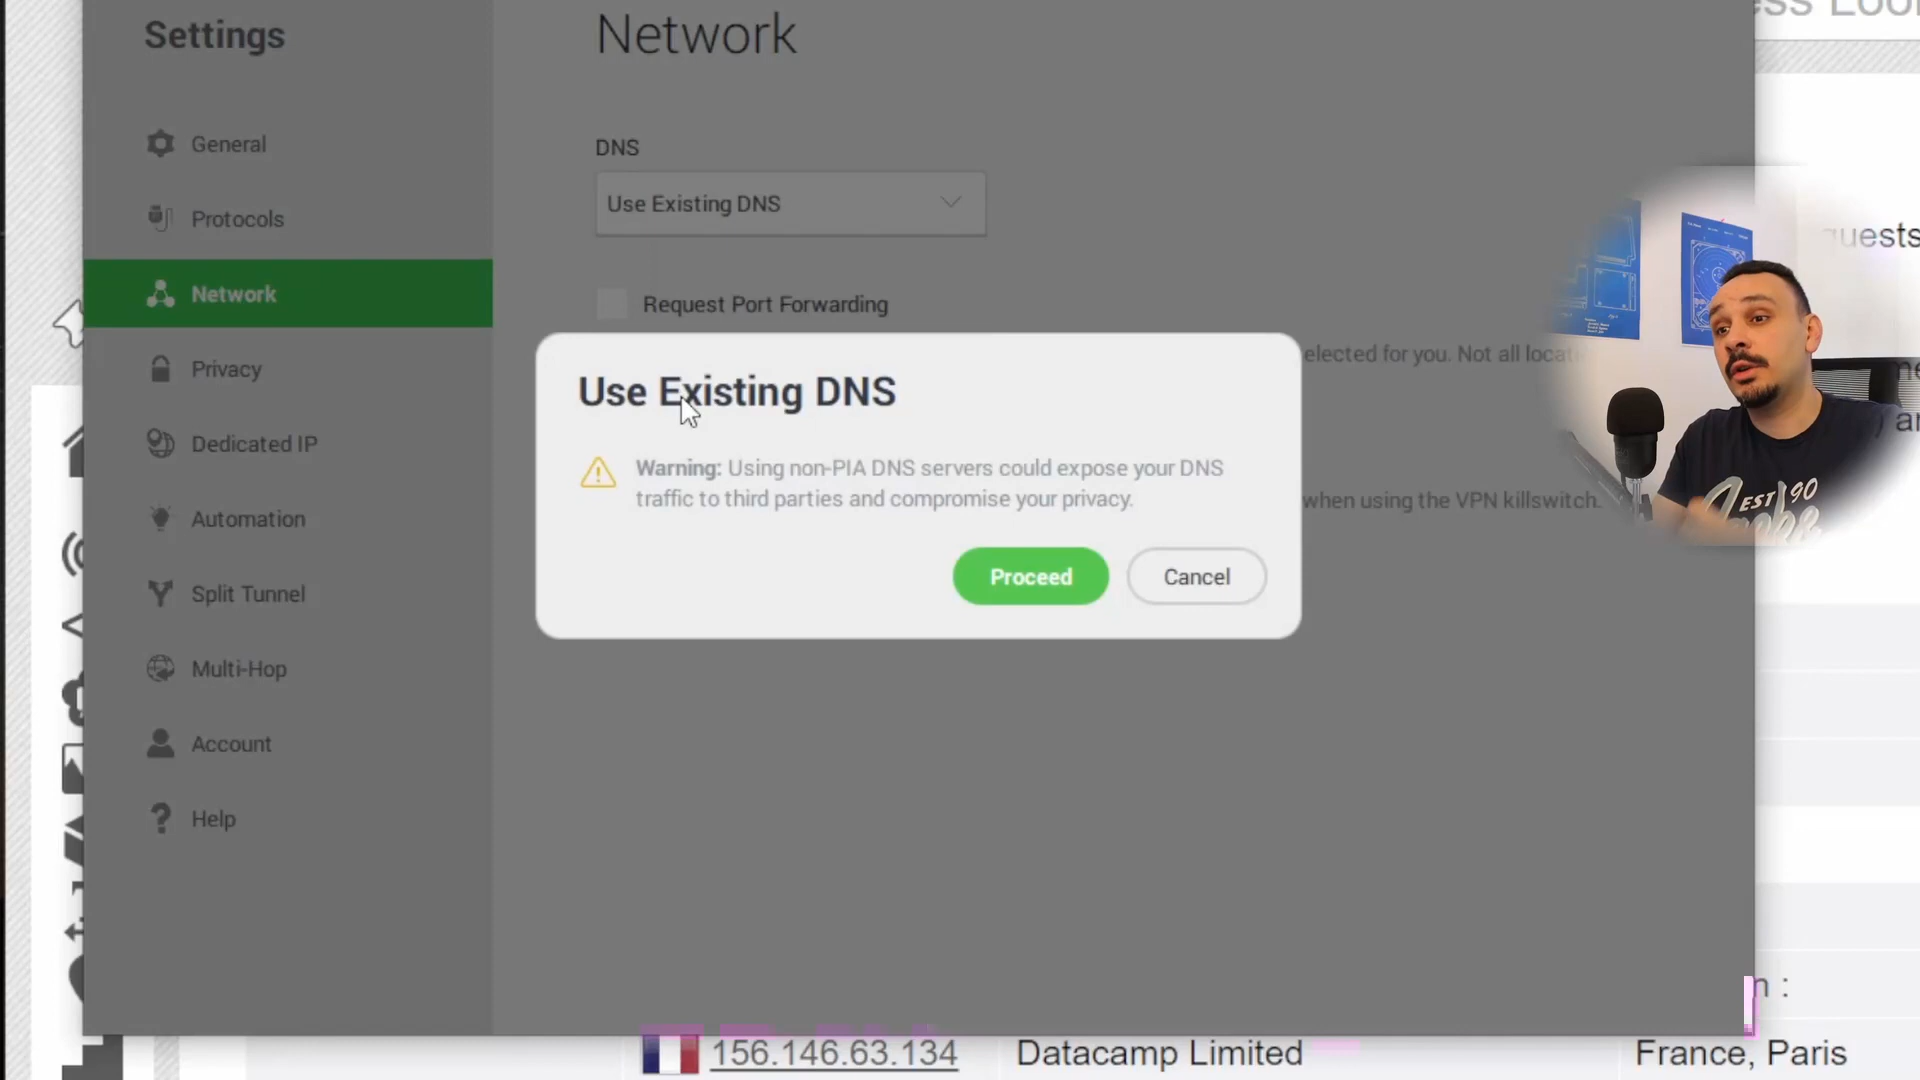 Settings
Network
General
Protocols
Network
Privacy
Dedicated IP
Automation
Split Tunnel
Multi-Hop
Account
Help
DNS
Use Existing DNS
Request Port Forwarding
elected for you. Not all
when using the VPN killswitch.
Use Existing DNS
Warning: Using non-PIA DNS servers could expose your DNS
traffic to third parties and compromise your privacy.
Proceed Cancel
EST 90
156.146.63.134 Datacamp Limited France, Paris